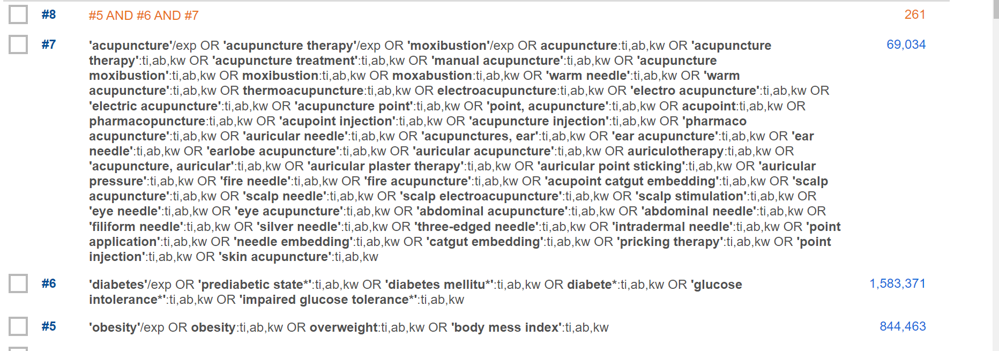 #8 #5 AND #6 AND #7 261
#7 'acupuncture'/exp OR 'acupuncture therapy'/exp OR 'moxibustion'/exp OR acupuncture:ti,ab,kw OR 'acupuncture 69,034
therapy':ti,ab,kw OR 'acupuncture treatment':ti,ab,kw OR 'manual acupuncture':ti,ab,kw OR 'acupuncture
moxibustion':ti,ab,kw OR moxibustion:ti,ab,kw OR moxabustion:ti,ab,kw OR 'warm needle':ti,ab,kw OR 'warm
acupuncture':ti,ab,kw OR thermoacupuncture:ti,ab,kw OR electroacupuncture:ti,ab,kw OR 'electro acupuncture':ti,ab,kw OR
'electric acupuncture':ti,ab,kw OR 'acupuncture point':ti,ab,kw OR 'point, acupuncture':ti,ab,kw OR acupoint:ti,ab,kw OR
pharmacopuncture:ti,ab,kw OR 'acupoint injection':ti,ab,kw OR 'acupuncture injection':ti,ab,kw OR 'pharmaco
acupuncture':ti,ab,kw OR 'auricular needle':ti,ab,kw OR 'acupunctures, ear':ti,ab,kw OR 'ear acupuncture':ti,ab,kw OR 'ear
needle':ti,ab,kw OR 'earlobe acupuncture':ti,ab,kw OR 'auricular acupuncture':ti,ab,kw OR auriculotherapy:ti,ab,kw OR
'acupuncture, auricular':ti,ab,kw OR 'auricular plaster therapy':ti,ab,kw OR 'auricular point sticking':ti,ab,kw OR 'auricular
pressure':ti,ab,kw OR 'fire needle':ti,ab,kw OR 'fire acupuncture':ti,ab,kw OR 'acupoint catgut embedding':ti,ab,kw OR 'scalp
acupuncture':ti,ab,kw OR 'scalp needle':ti,ab,kw OR 'scalp electroacupuncture':ti,ab,kw OR 'scalp stimulation':ti,ab,kw OR
'eye needle':ti,ab,kw OR 'eye acupuncture':ti,ab,kw OR 'abdominal acupuncture':ti,ab,kw OR 'abdominal needle':ti,ab,kw OR
'filiform needle':ti,ab,kw OR 'silver needle':ti,ab,kw OR 'three-edged needle':ti,ab,kw OR 'intradermal needle':ti,ab,kw OR 'point
application':ti,ab,kw OR 'needle embedding':ti,ab,kw OR 'catgut embedding':ti,ab,kw OR 'pricking therapy':ti,ab,kw OR 'point
injection':ti,ab,kw OR 'skin acupuncture':ti,ab,kw
#6 'diabetes'/exp OR 'prediabetic state*':ti,ab,kw OR 'diabetes mellitu*':ti,ab,kw OR diabete*:ti,ab,kw OR 'glucose 1,583,371
intolerance*':ti,ab,kw OR 'impaired glucose tolerance*':ti,ab,kw
#5 'obesity'/exp OR obesity:ti,ab,kw OR overweight:ti,ab,kw OR 'body mess index':ti,ab,kw 844,463